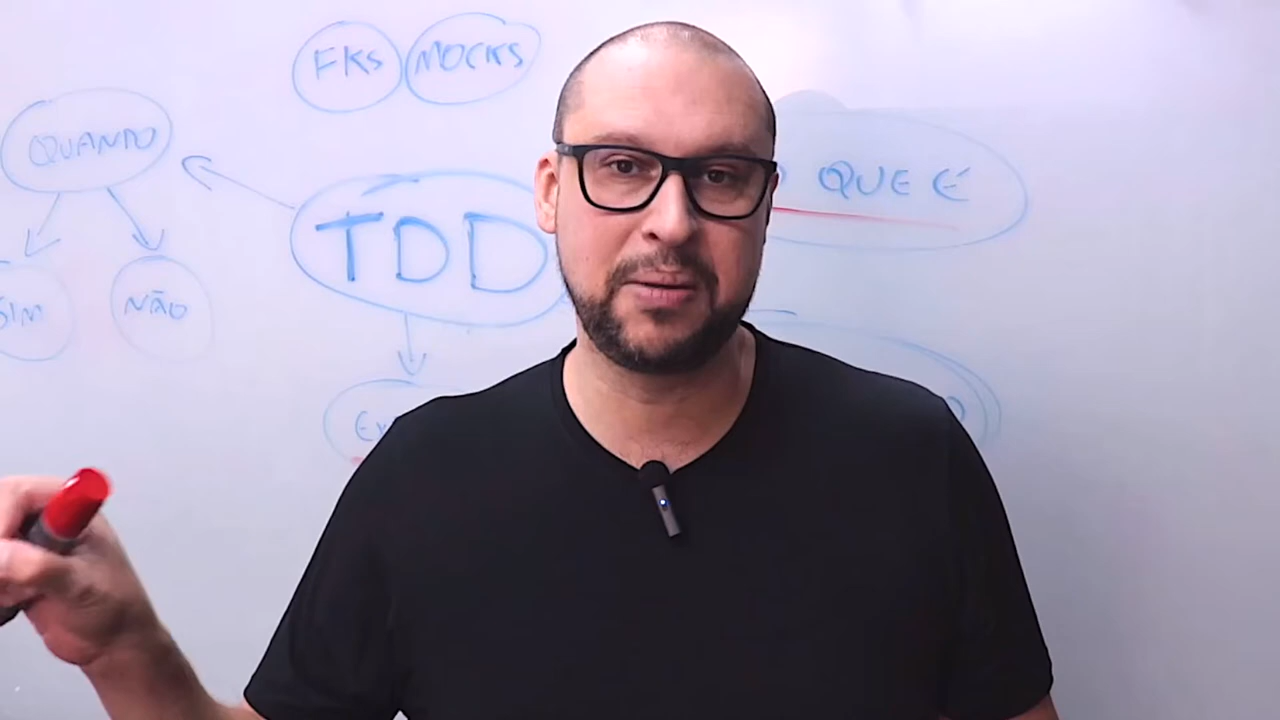 FKS
MOCKS
QUANDO
QUE É
TDD
SIM
NÃO